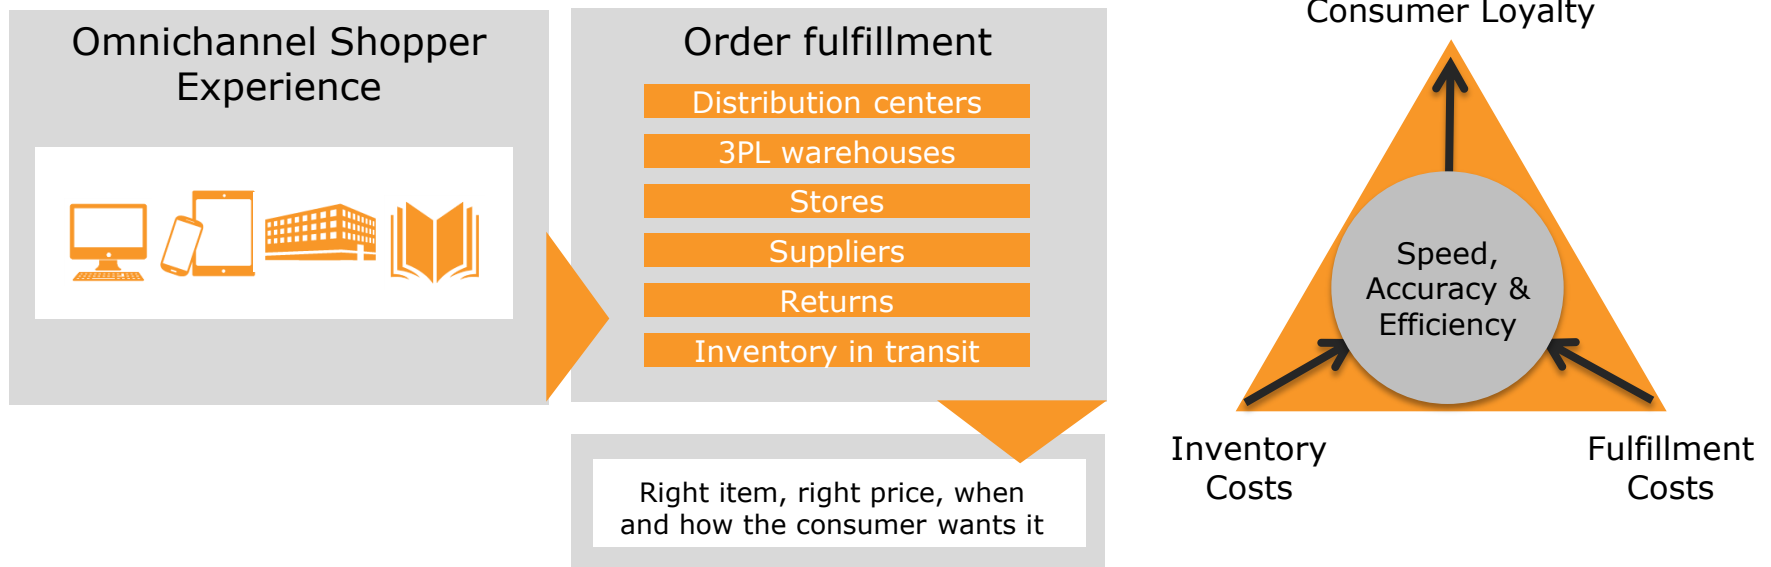 Omnichannel Shopper
Experience
Order fulfillment
Distribution centers
3PL warehouses
Stores
Suppliers
Returns
Inventory in transit
Right item, right price, when
and how the consumer wants it
Consumer Loyalty
Speed,
Accuracy &
Efficiency
Inventory
Costs
Fulfillment
Costs